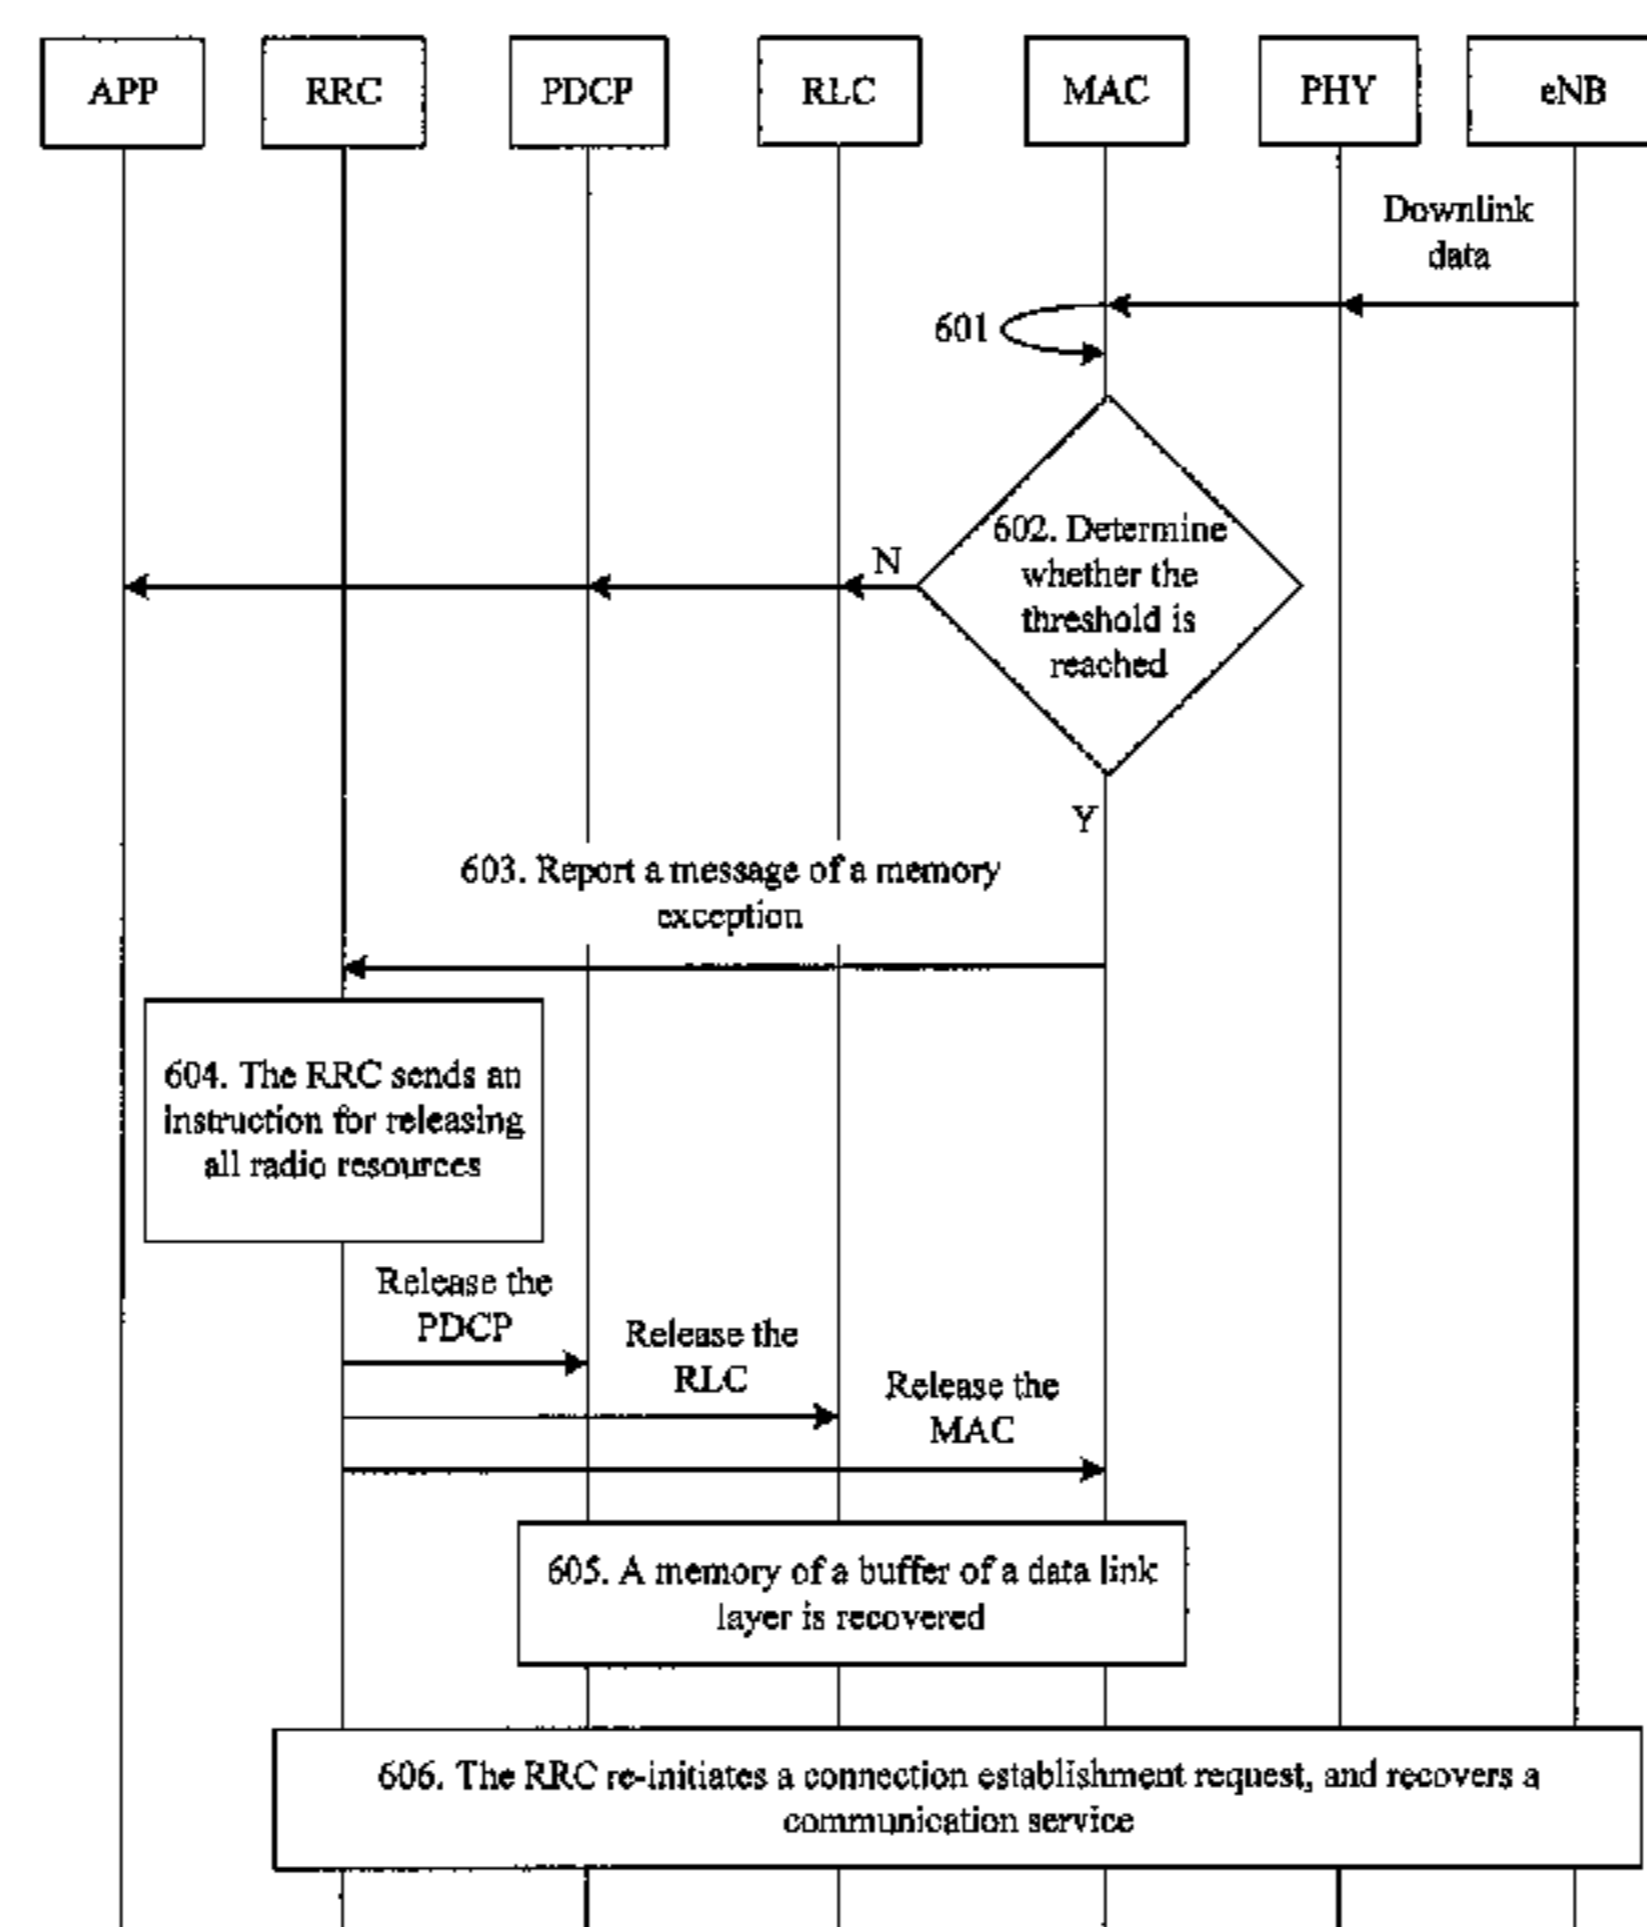 APP RRC PDCP RLC MAC PHY eNB
Downlink
data
601
602. Determine
whether the
threshold is
reached
N
Y
603. Report a message of a memory
exception
604. The RRC sends an
instruction for releasing
all radio resources
Release the
PDCP
Release the
RLC
Release the
MAC
605. A memory of a buffer of a data link
layer is recovered
606. The RRC re-initiates a connection establishment request, and recovers a
communication service